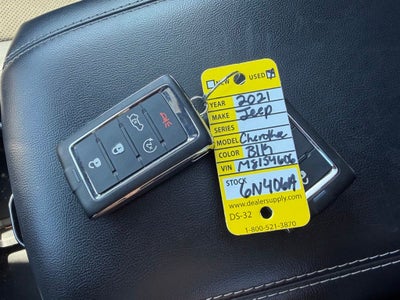 NEW USED
YEAR 2021
MAKE Jeep
SERIES
MODEL Cherokee
COLOR Blk
VIN M8154606
STOCK 6N406A
www.dealersupply.com
DS-32
1-800-521-3870